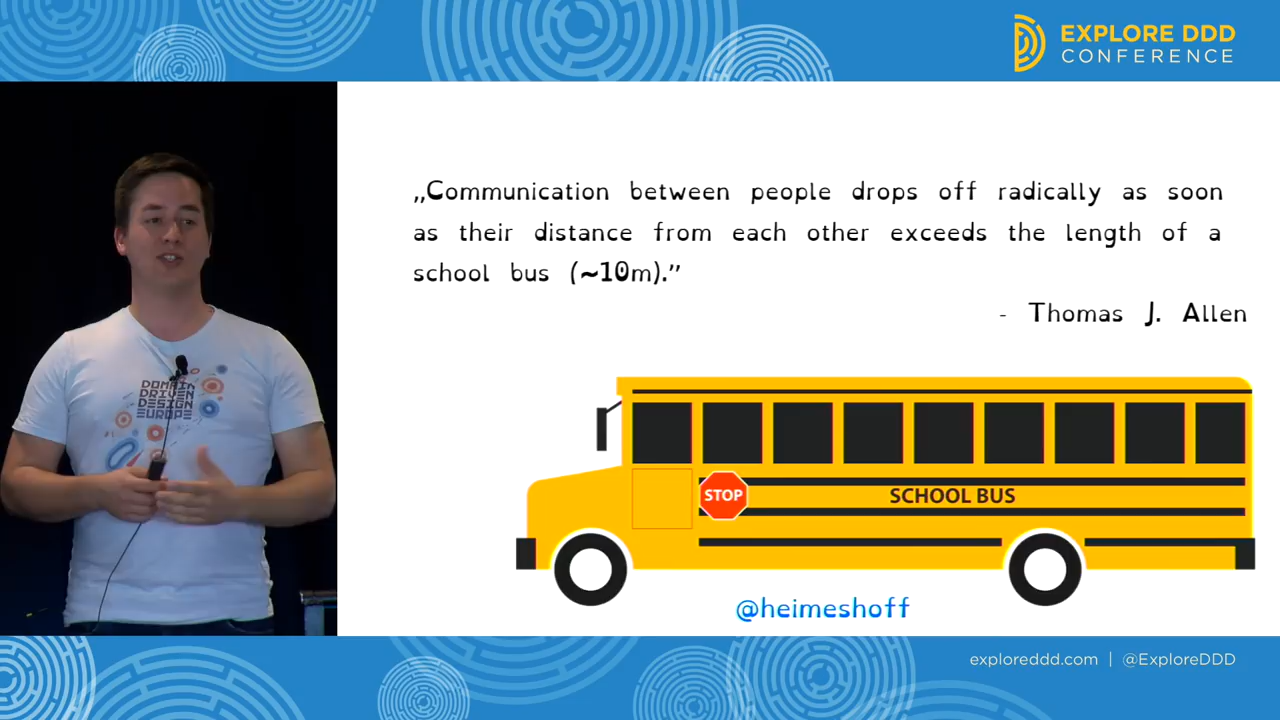 EXPLORE DDD
CONFERENCE
„Communication between people drops off radically as soon
as their distance from each other exceeds the length of a
school bus (~10m).”
- Thomas J. Allen
DOMAIN
DRIVEN
DESIGN
EUROPE
STOP
SCHOOL BUS
@heimeshoff
exploreddd.com | @ExploreDDD